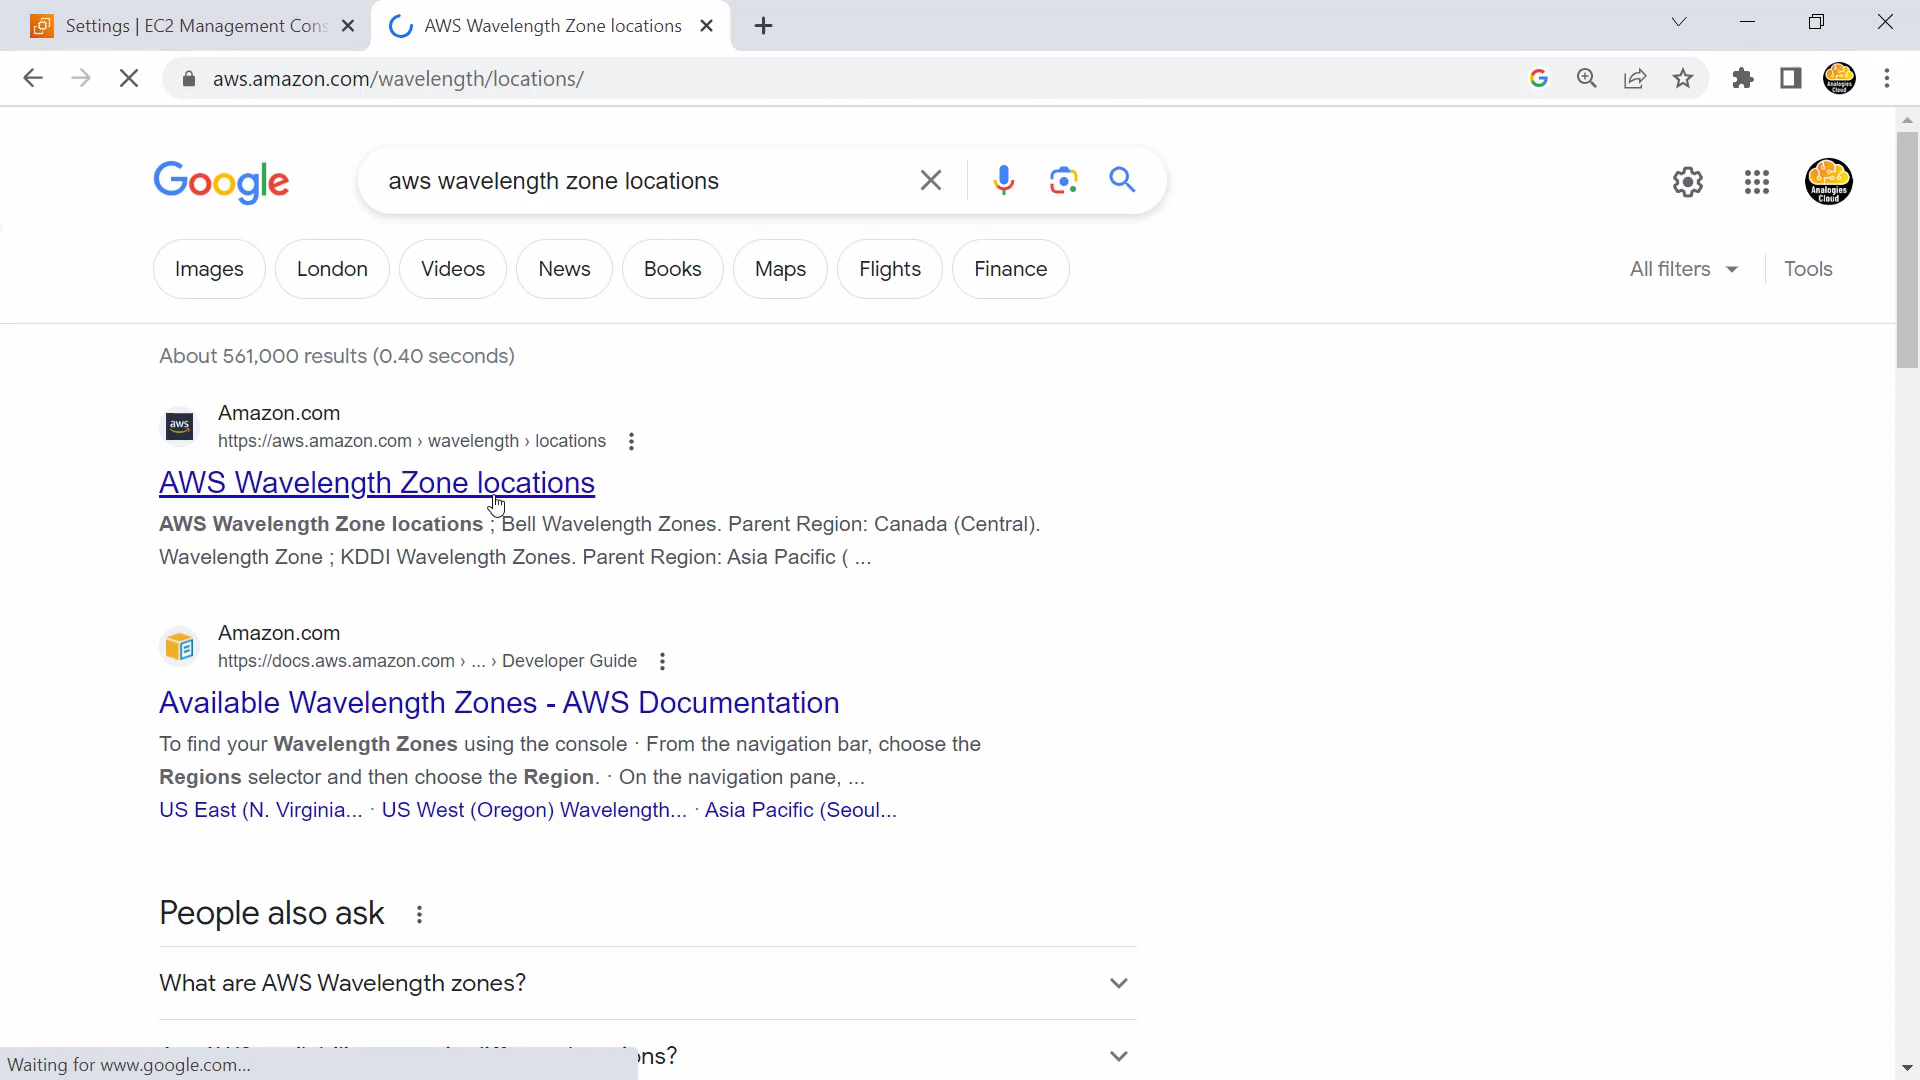 Settings | EC2 Management Cons
AWS Wavelength Zone locations
aws.amazon.com/wavelength/locations/
Google
aws wavelength zone locations
Analogies
Cloud
Images
London
Videos
News
Books
Maps
Flights
Finance
All filters
Tools
About 561,000 results (0.40 seconds)
aws
Amazon.com
https://aws.amazon.com › wavelength › locations
AWS Wavelength Zone locations
AWS Wavelength Zone locations ; Bell Wavelength Zones. Parent Region: Canada (Central).
Wavelength Zone ; KDDI Wavelength Zones. Parent Region: Asia Pacific ( ...
Amazon.com
https://docs.aws.amazon.com › ... › Developer Guide
Available Wavelength Zones - AWS Documentation
To find your Wavelength Zones using the console · From the navigation bar, choose the
Regions selector and then choose the Region. · On the navigation pane, ...
US East (N. Virginia... · US West (Oregon) Wavelength... · Asia Pacific (Seoul...
People also ask
What are AWS Wavelength zones?
ons?
Waiting for www.google.com...